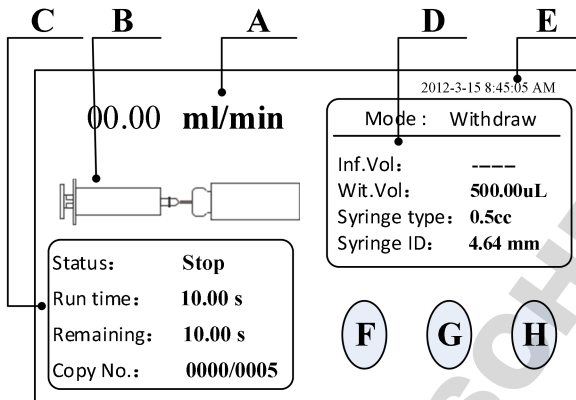 C B A D E
2012-3-15 8:45:05 AM
00.00 ml/min
Mode： Withdraw
Inf.Vol： ----
Wit.Vol： 500.00uL
Syringe type： 0.5cc
Syringe ID： 4.64 mm
Status： Stop
Run time： 10.00 s
Remaining： 10.00 s
Copy No.： 0000/0005
F G H